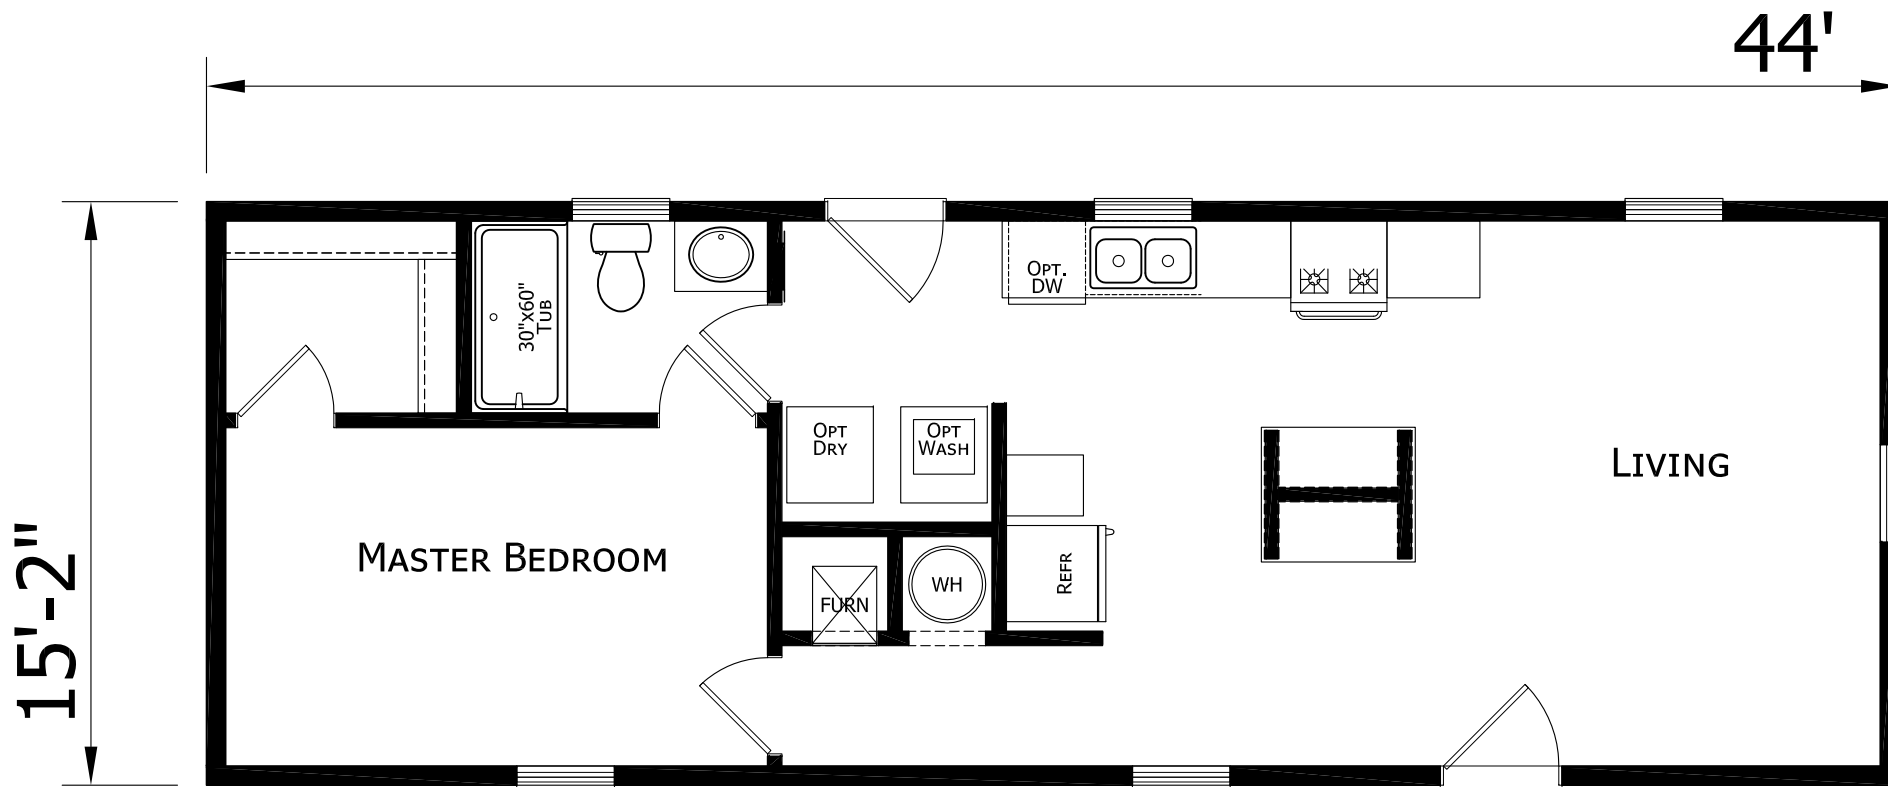 44'
15'-2"
30"x60"
TUB
OPT.
DW
OPT
DRY
OPT
WASH
LIVING
MASTER BEDROOM
REFR
WH
FURN